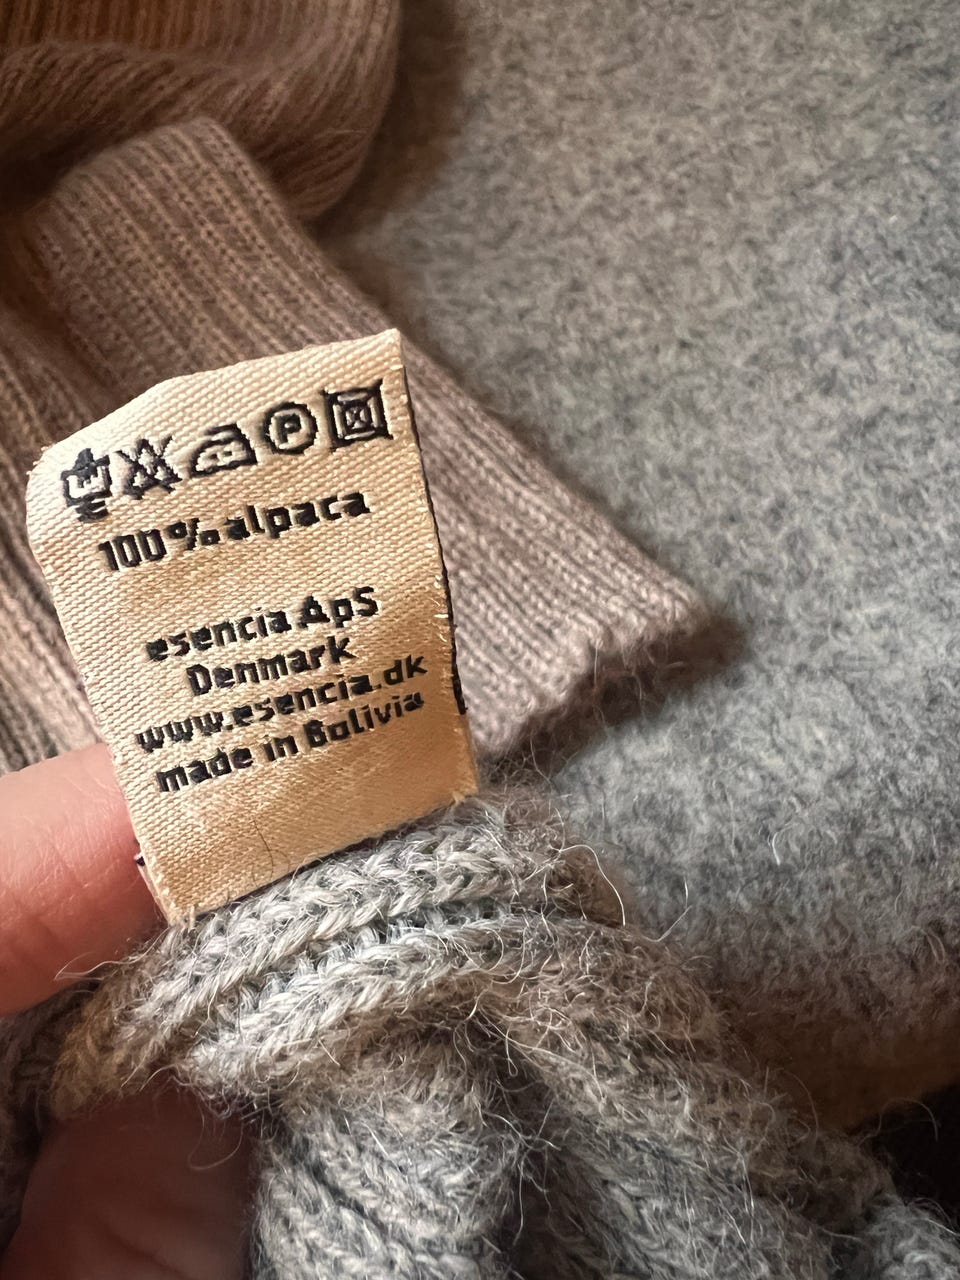 P
100% alpaca
esencia ApS
Denmark
www.esencia.dk
made in Bolivia